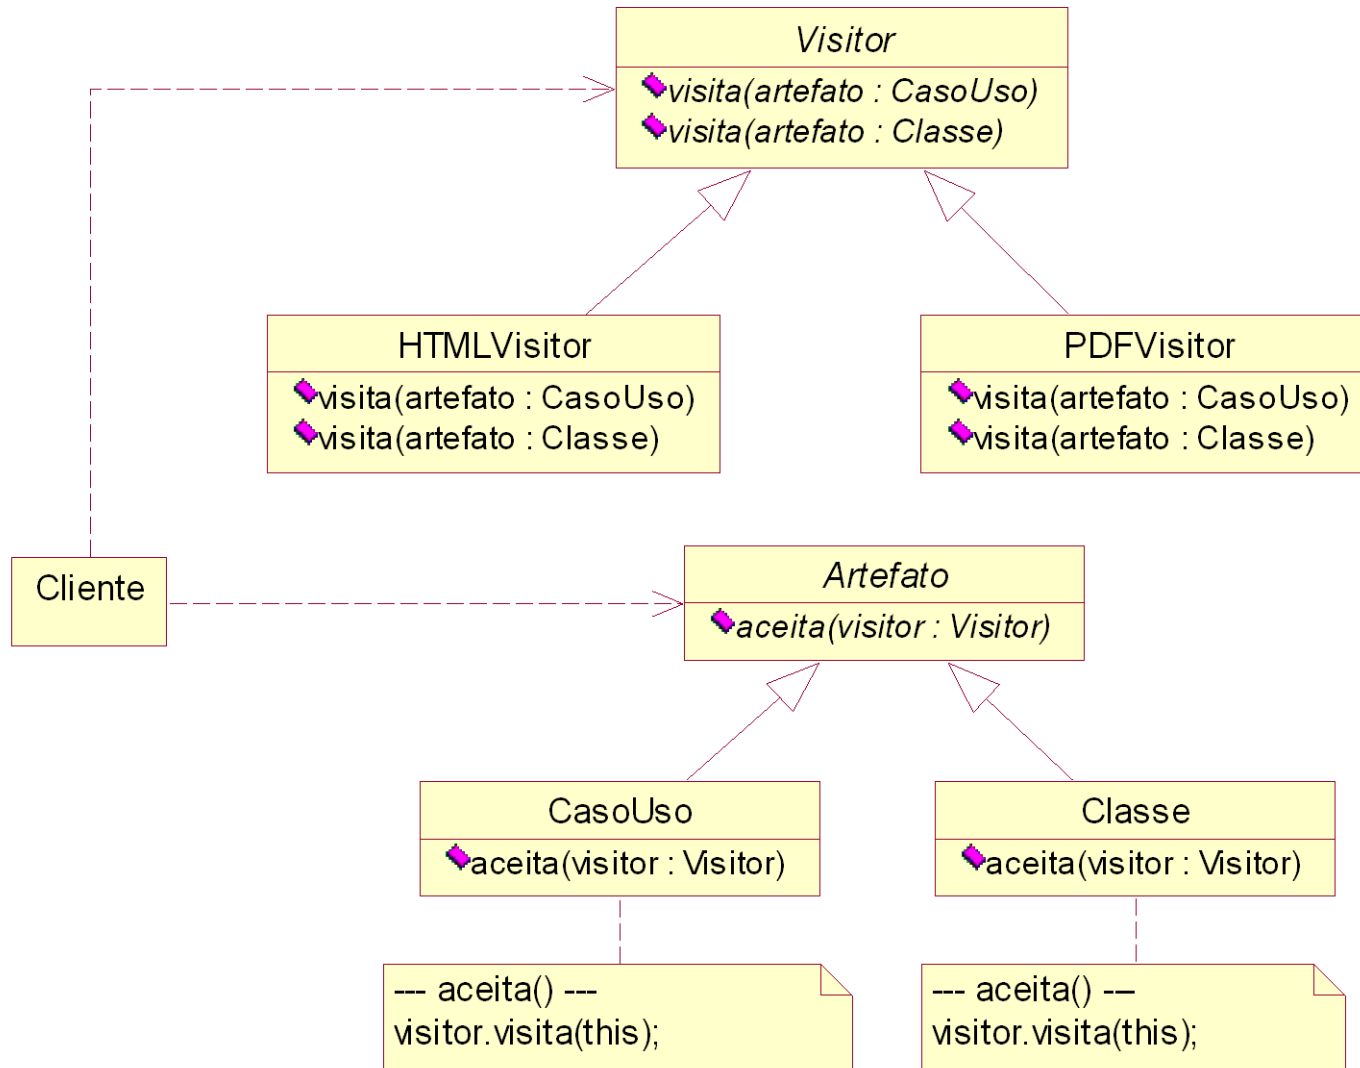 Visitor
visita(artefato : CasoUso)
visita(artefato : Classe)
HTMLVisitor
visita(artefato : CasoUso)
visita(artefato : Classe)
PDFVisitor
visita(artefato : CasoUso)
visita(artefato : Classe)
Cliente
Artefato
aceita(visitor : Visitor)
CasoUso
aceita(visitor : Visitor)
Classe
aceita(visitor : Visitor)
--- aceita() ---
visitor.visita(this);
--- aceita() ---
visitor.visita(this);